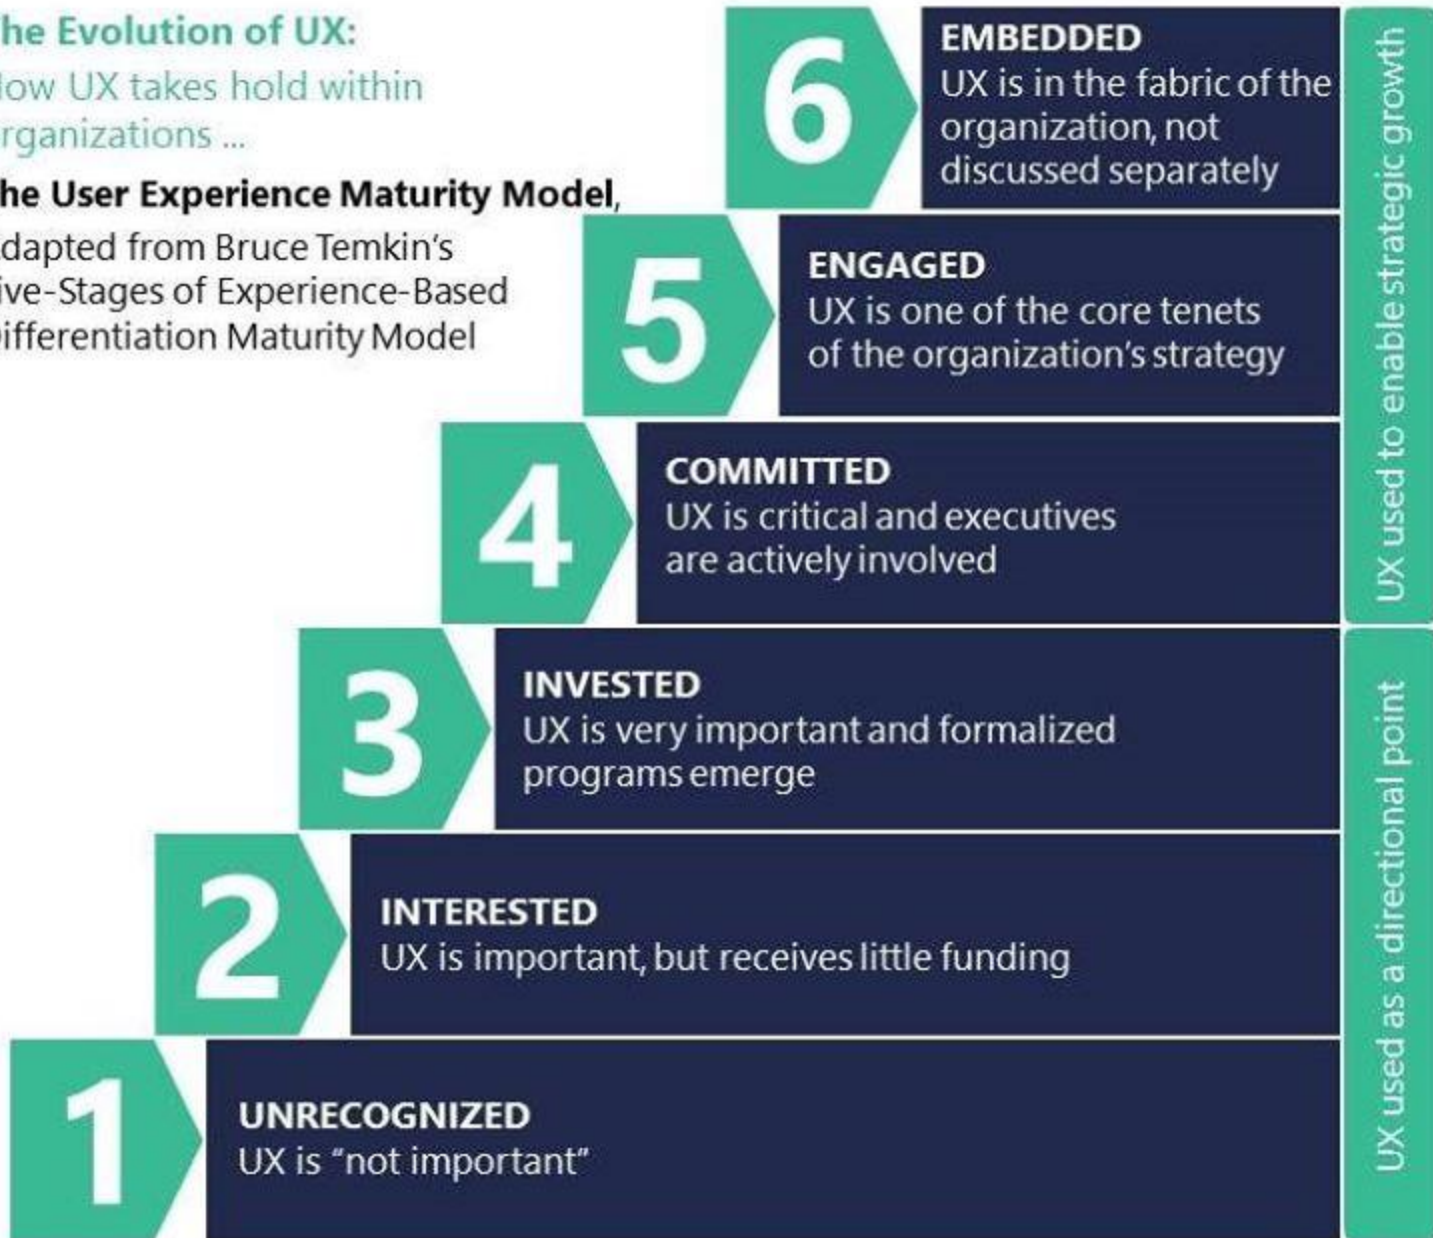 he Evolution of UX:
low UX takes hold within
rganizations ...
he User Experience Maturity Model,
dapted from Bruce Temkin's
ive-Stages of Experience-Based
ifferentiation Maturity Model
6
EMBEDDED
UX is in the fabric of the
organization, not
discussed separately
5
ENGAGED
UX is one of the core tenets
of the organization's strategy
4
COMMITTED
UX is critical and executives
are actively involved
3
INVESTED
UX is very important and formalized
programs emerge
2
INTERESTED
UX is important, but receives little funding
1
UNRECOGNIZED
UX is "not important"
UX used to enable strategic growth
UX used as a directional point